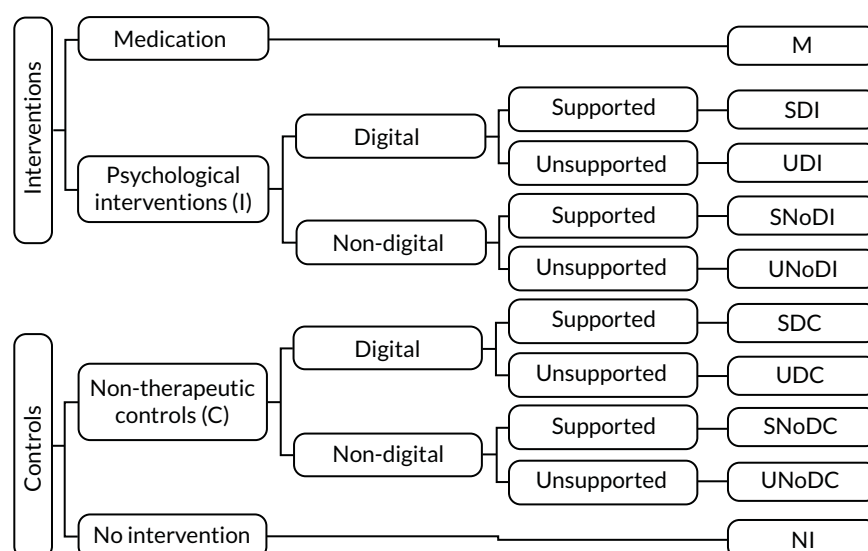 Interventions
Medication
M
Psychological
interventions (I)
Digital
Supported
SDI
Unsupported
UDI
Non-digital
Supported
SNoDI
Unsupported
UNoDI
Controls
Non-therapeutic
controls (C)
Digital
Supported
SDC
Unsupported
UDC
Non-digital
Supported
SNoDC
Unsupported
UNoDC
No intervention
NI